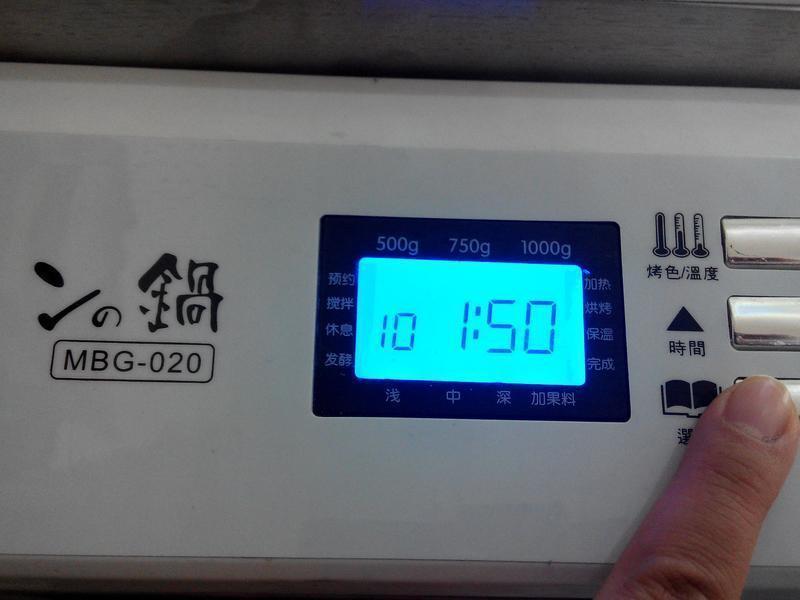 ンの鍋
MBG-020
500g 750g 1000g
预约
搅拌
休息
发酵
10 1:50
加热
烘烤
保温
完成
浅 中 深 加果料
烤色/溫度
時間
選